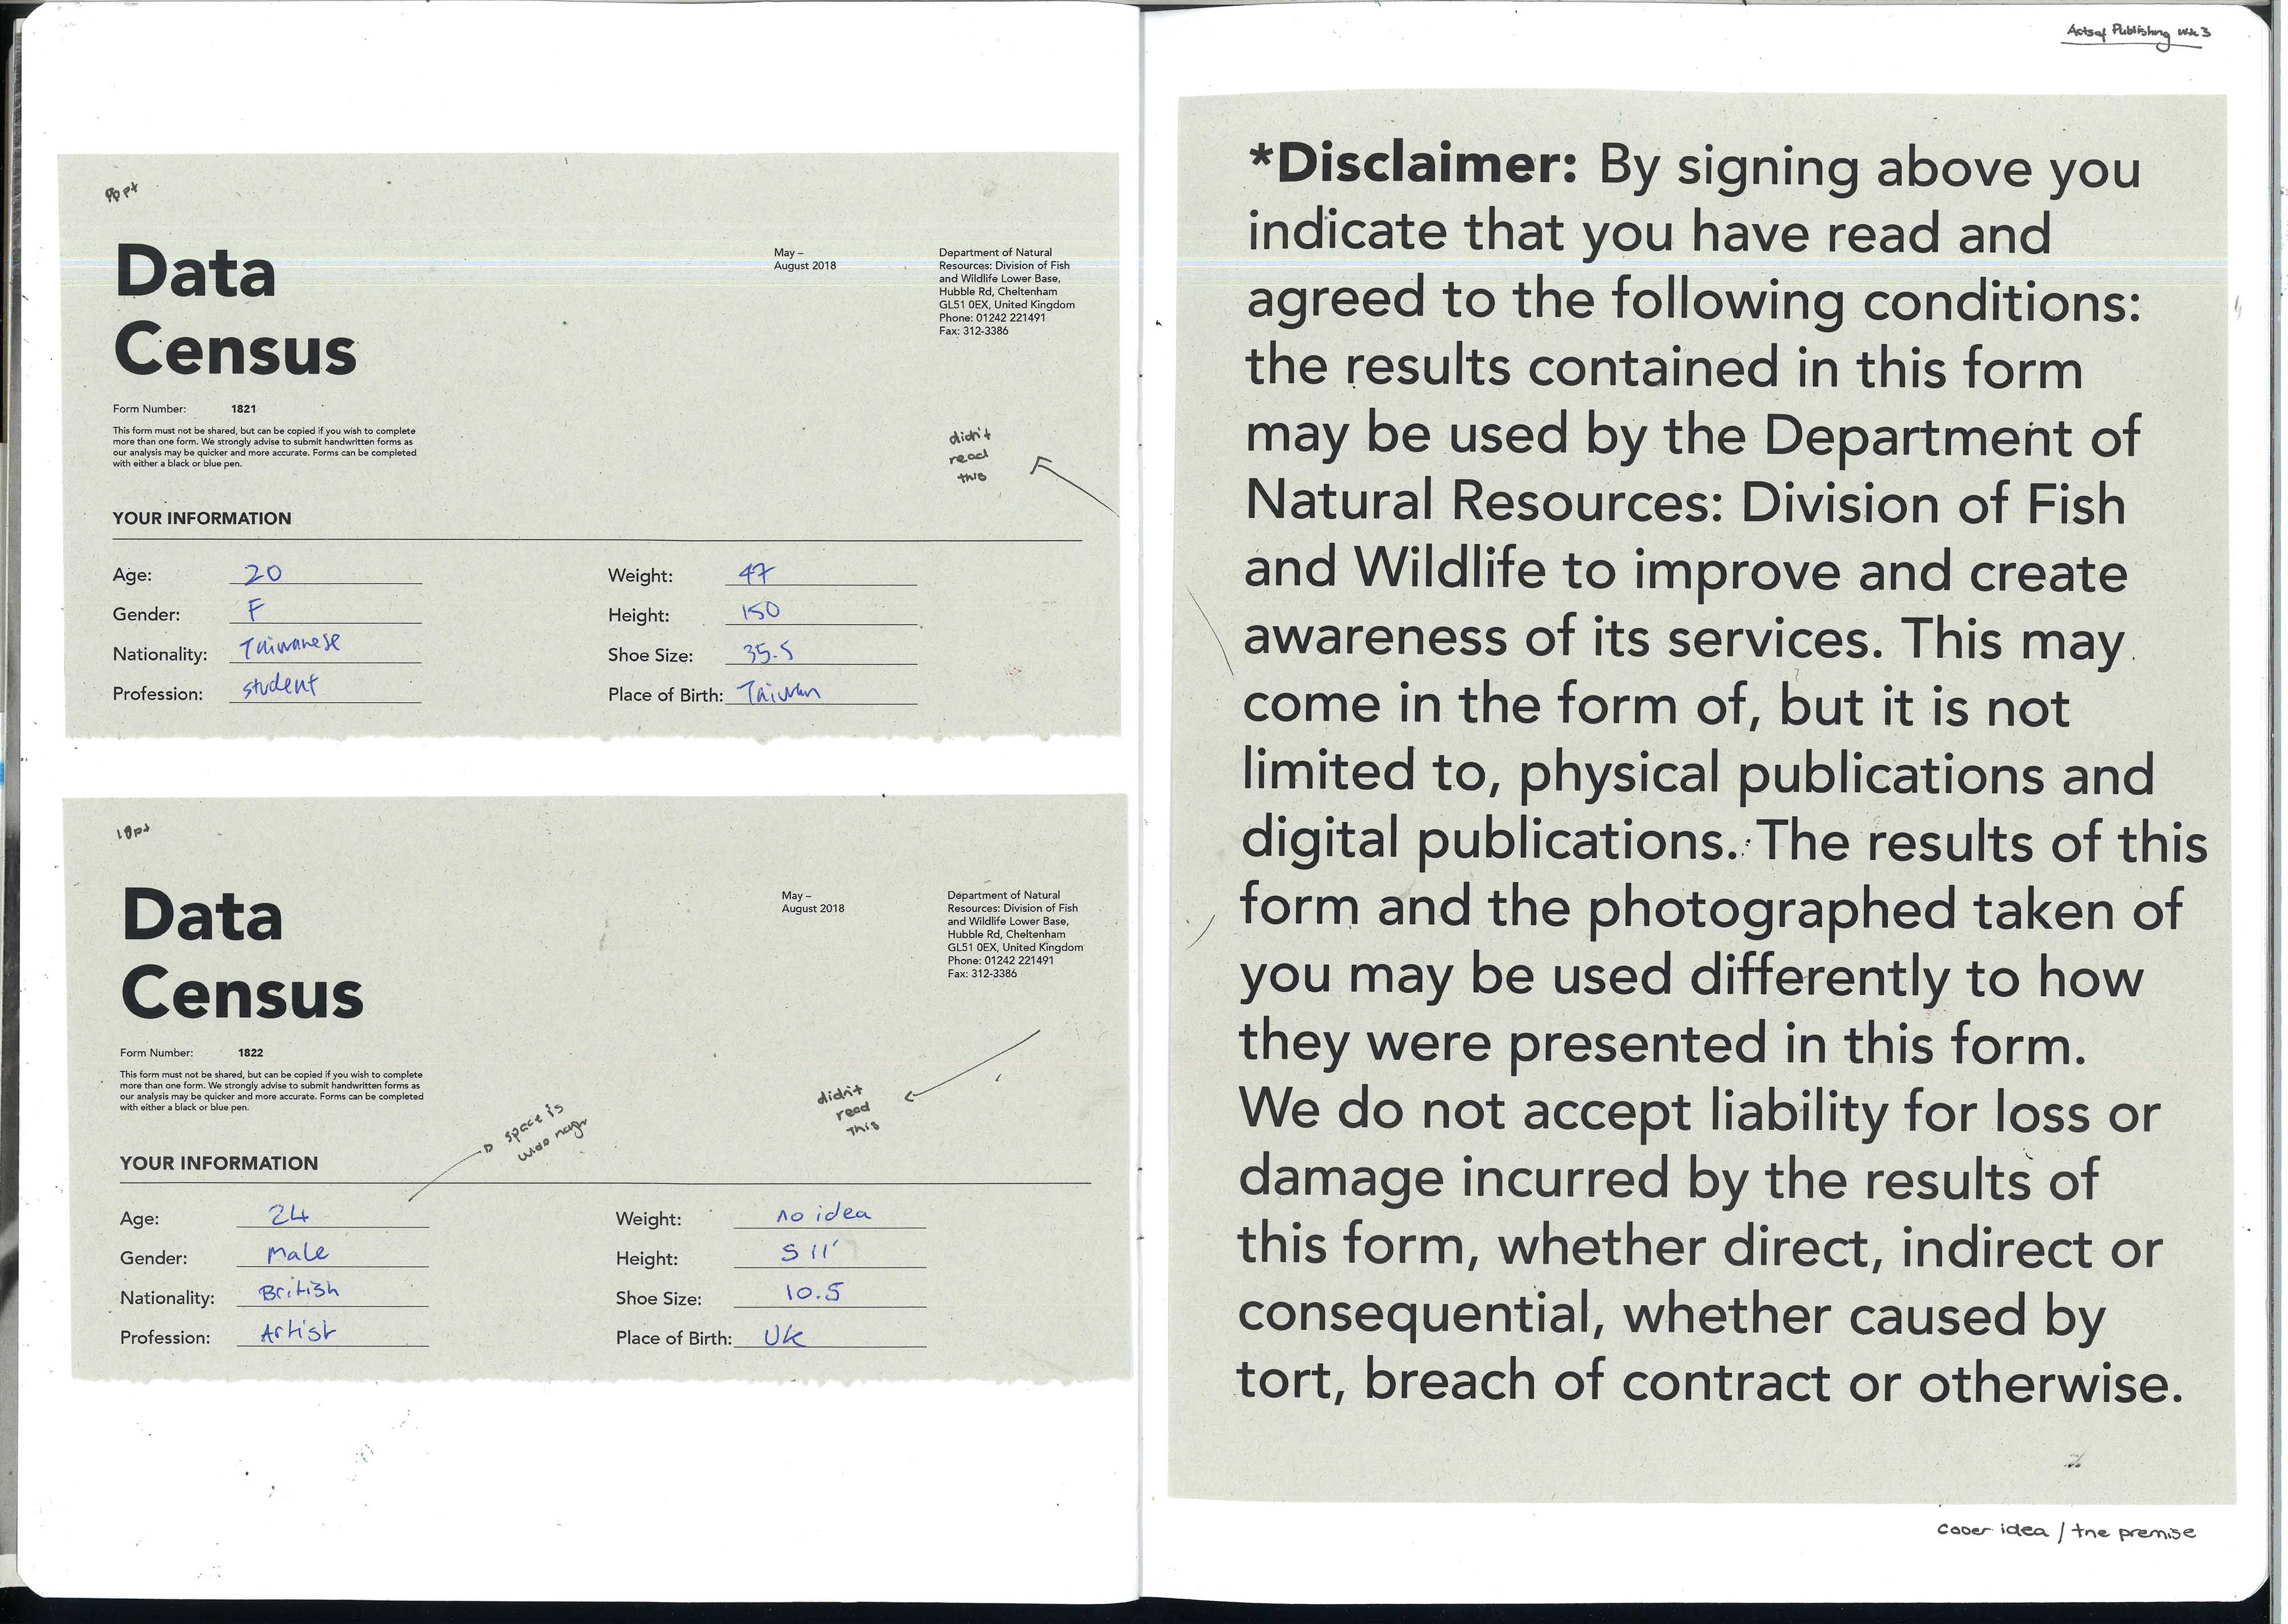 Data
Census
May –
August 2018
Department of Natural
Resources: Division of Fish
and Wildlife Lower Base,
Hubble Rd, Cheltenham
GL51 0EX, United Kingdom
Phone: 01242 221491
Fax: 312-3386
Form Number: 1821
This form must not be shared, but can be copied if you wish to complete
more than one form. We strongly advise to submit handwritten forms as
our analysis may be quicker and more accurate. Forms can be completed
with either a black or blue pen.
didn't
read
this
YOUR INFORMATION
Age: 20 Weight: 47
Gender: F Height: 150
Nationality: Taiwanese Shoe Size: 35.5
Profession: student Place of Birth: Taiwan
Data
Census
May –
August 2018
Department of Natural
Resources: Division of Fish
and Wildlife Lower Base,
Hubble Rd, Cheltenham
GL51 0EX, United Kingdom
Phone: 01242 221491
Fax: 312-3386
Form Number: 1822
This form must not be shared, but can be copied if you wish to complete
more than one form. We strongly advise to submit handwritten forms as
our analysis may be quicker and more accurate. Forms can be completed
with either a black or blue pen.
space is
didn't
read
this
YOUR INFORMATION
Age: 24 Weight: no idea
Gender: Male Height: 5 11'
Nationality: British Shoe Size: 10.5
Profession: Artist Place of Birth: UK
Acts of Publishing wk 3
*Disclaimer: By signing above you
indicate that you have read and
agreed to the following conditions:
the results contained in this form
may be used by the Department of
Natural Resources: Division of Fish
and Wildlife to improve and create
awareness of its services. This may
come in the form of, but it is not
limited to, physical publications and
digital publications. The results of this
form and the photographed taken of
you may be used differently to how
they were presented in this form.
We do not accept liability for loss or
damage incurred by the results of
this form, whether direct, indirect or
consequential, whether caused by
tort, breach of contract or otherwise.
cover idea / the premise